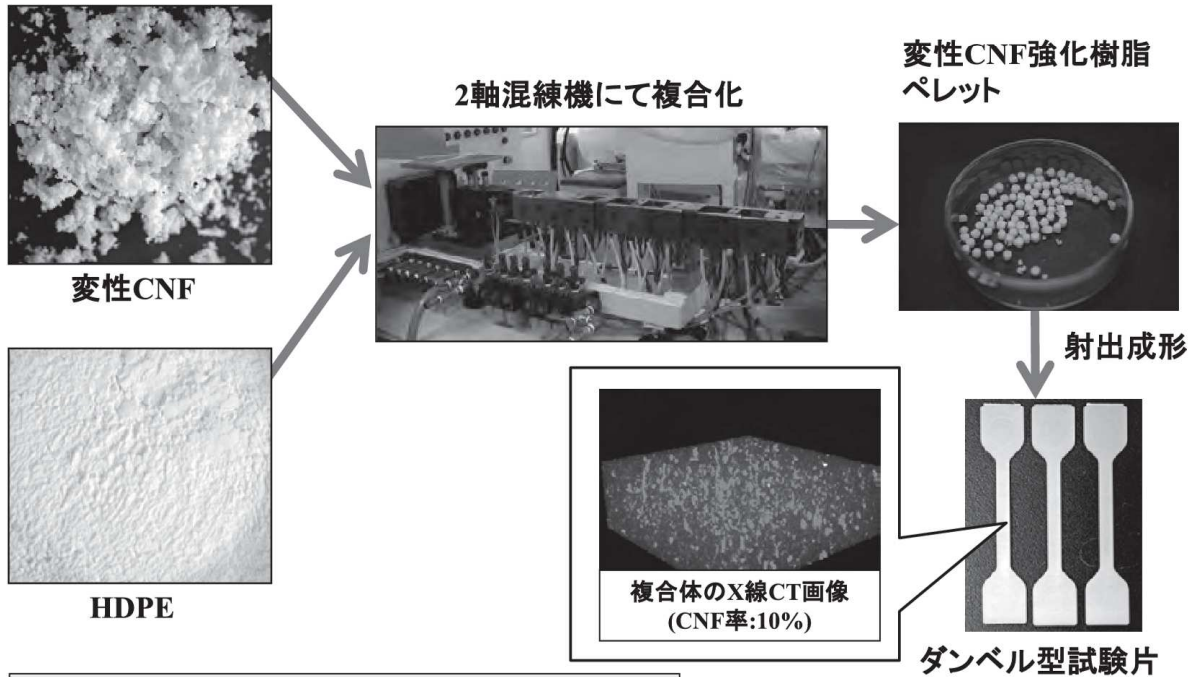 変性CNF
HDPE
2軸混練機にて複合化
変性CNF強化樹脂
ペレット
射出成形
複合体のX線CT画像
(CNF率:10%)
ダンベル型試験片